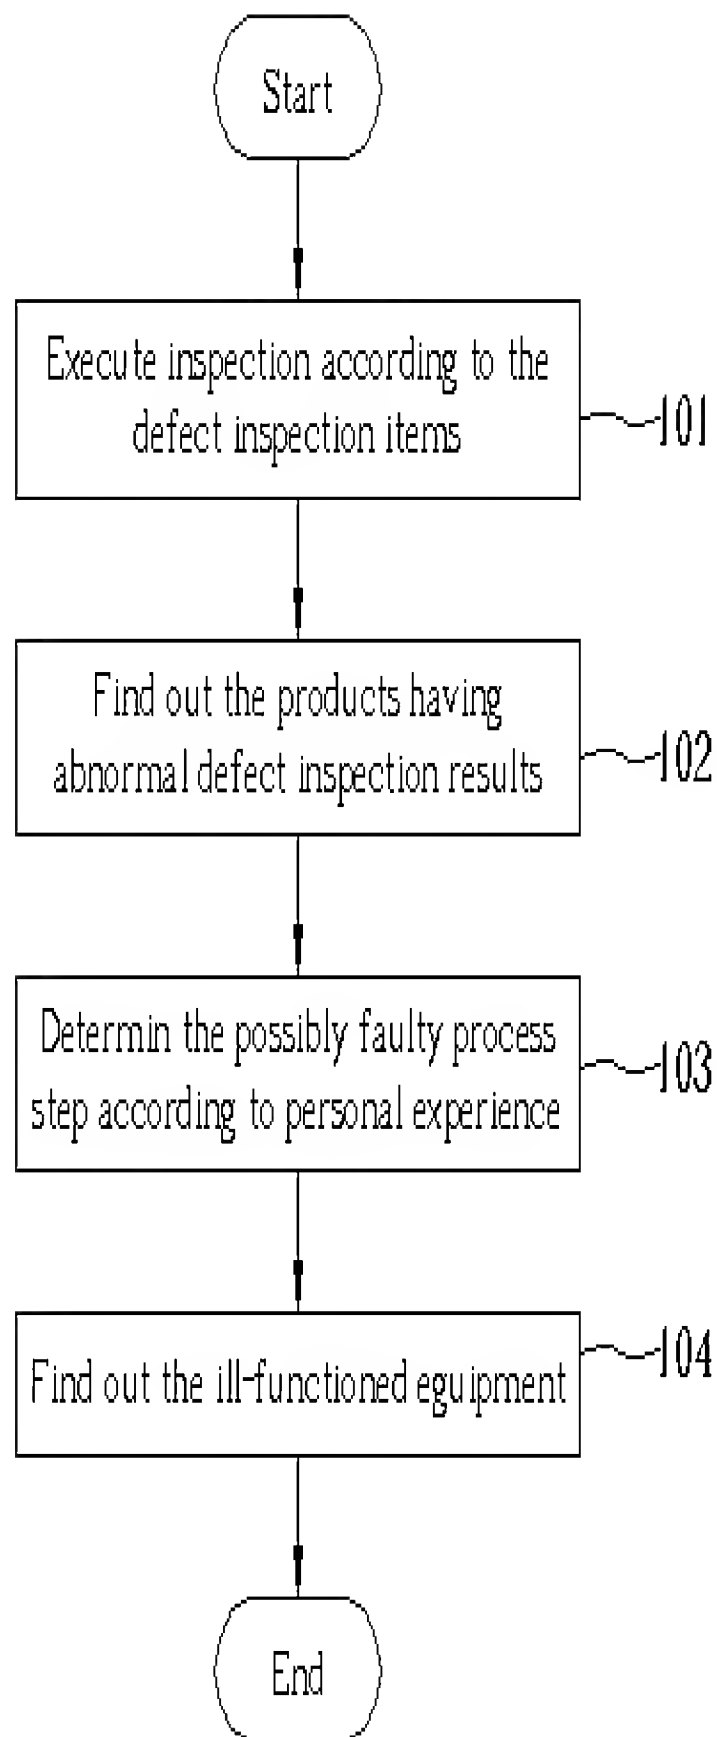 Start
Execute inspection according to the
defect inspection items
101
Find out the products having
abnormal defect inspection results
102
Determin the possibly faulty process
step according to personal experience
103
Find out the ill-functioned eguipment
104
End